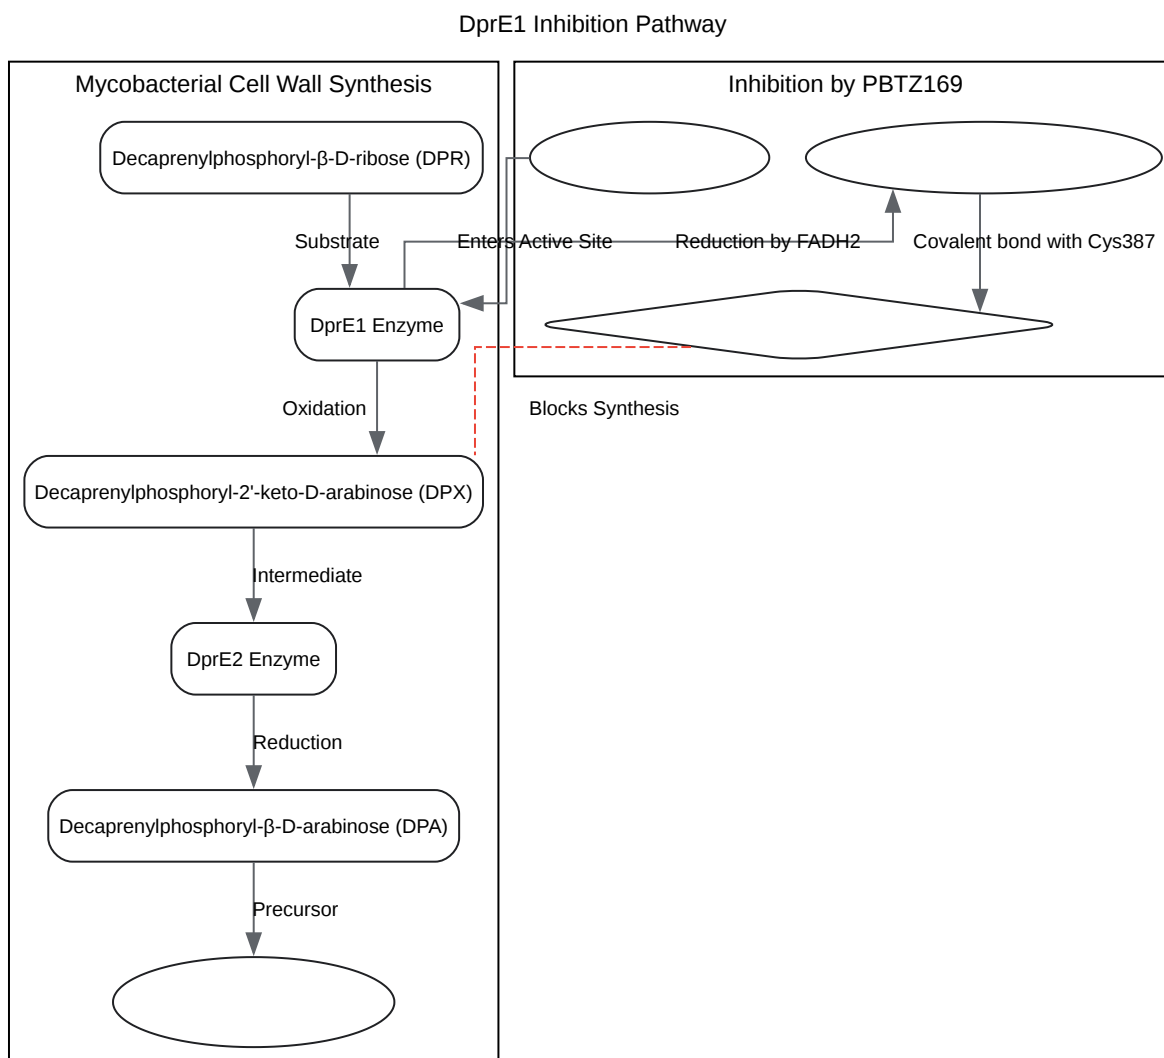 DprE1 Inhibition Pathway
Mycobacterial Cell Wall Synthesis
Inhibition by PBTZ169
Decaprenylphosphoryl-β-D-ribose (DPR)
Substrate
Enters Active Site
Reduction by FADH2
Covalent bond with Cys387
DprE1 Enzyme
Oxidation
Blocks Synthesis
Decaprenylphosphoryl-2'-keto-D-arabinose (DPX)
Intermediate
DprE2 Enzyme
Reduction
Decaprenylphosphoryl-β-D-arabinose (DPA)
Precursor